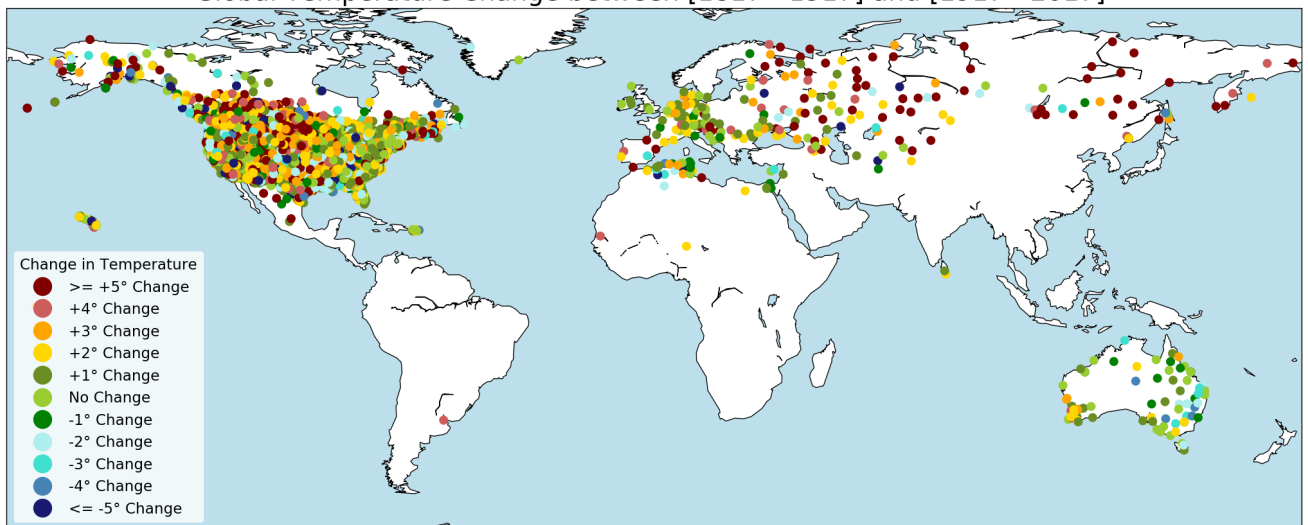 Change in Temperature
>= +5° Change
+4° Change
+3° Change
+2° Change
+1° Change
No Change
-1° Change
-2° Change
-3° Change
-4° Change
<= -5° Change